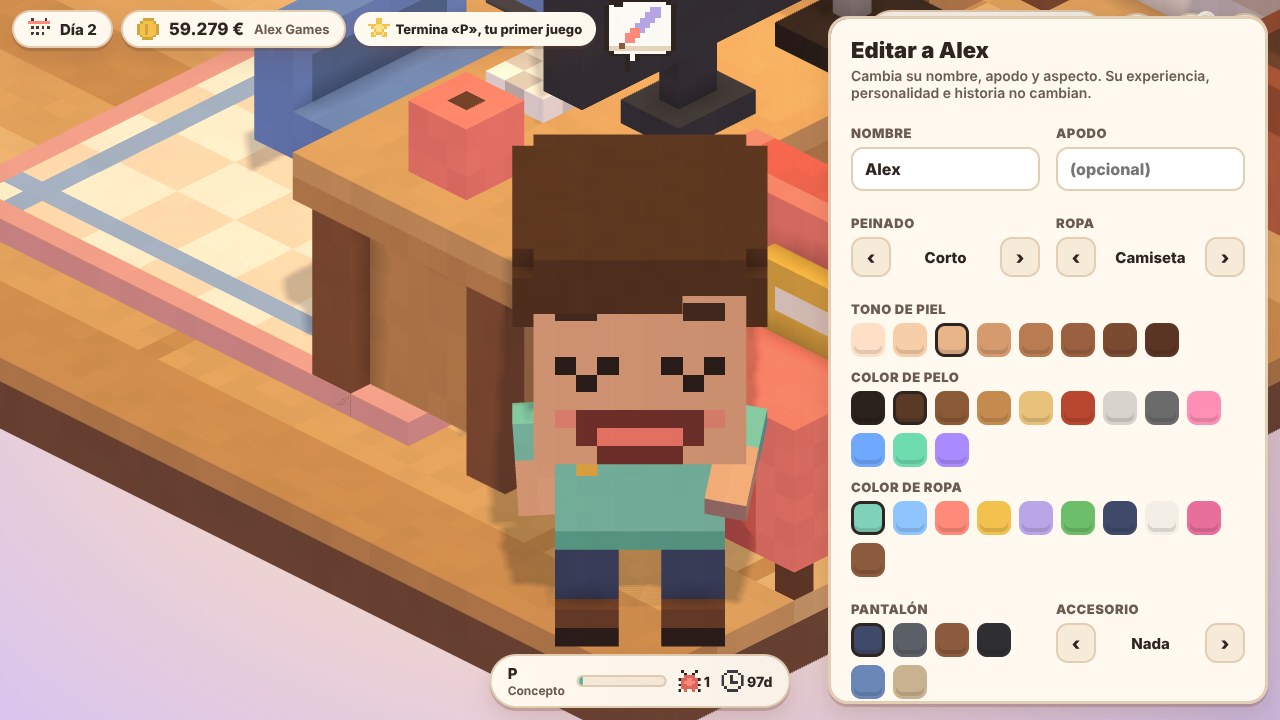 Día 2
59.279 € Alex Games
Termina «P», tu primer juego
Editar a Alex
Cambia su nombre, apodo y aspecto. Su experiencia,
personalidad e historia no cambian.
NOMBRE
APODO
Alex
(opcional)
PEINADO
ROPA
‹ Corto ›
‹ Camiseta ›
TONO DE PIEL
COLOR DE PELO
COLOR DE ROPA
PANTALÓN
ACCESORIO
‹ Nada ›
P
Concepto
1
97d